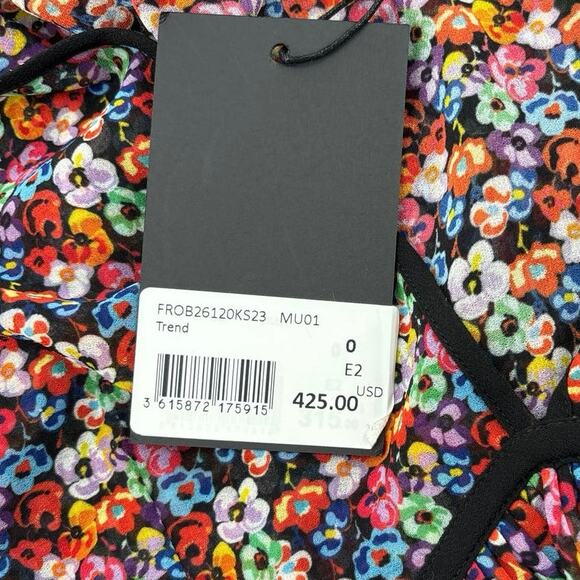 FROB26120KS23 MU01
Trend
0
E2
USD
425.00
3 615872 175915